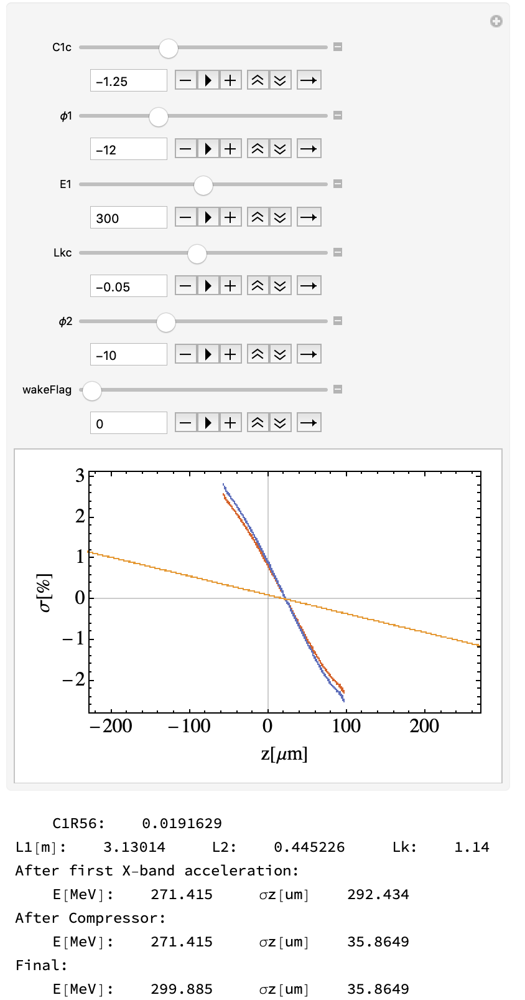 C1c
−1.25
ϕ1
−12
E1
300
Lkc
−0.05
ϕ2
−10
wakeFlag
0
3
2
1
0
−1
−2
σ[%]
−200 −100 0 100 200
z[μm]
C1R56: 0.0191629
L1[m]: 3.13014 L2: 0.445226 Lk: 1.14
After first X-band acceleration:
E[MeV]: 271.415 σz[um] 292.434
After Compressor:
E[MeV]: 271.415 σz[um] 35.8649
Final:
E[MeV]: 299.885 σz[um] 35.8649